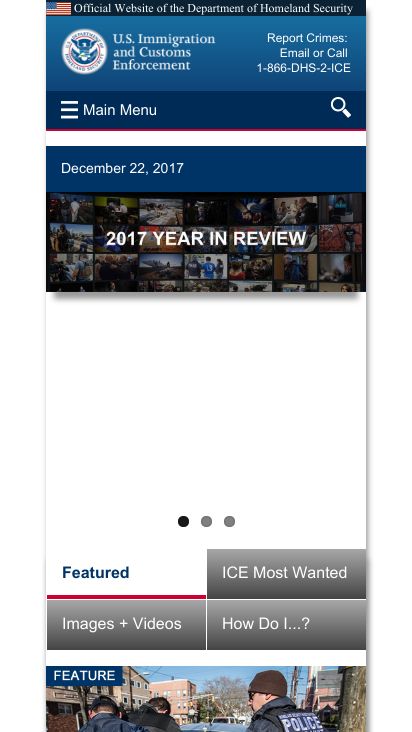 Official Website of the Department of Homeland Security
U.S. Immigration
and Customs
Enforcement
Report Crimes:
Email or Call
1-866-DHS-2-ICE
Main Menu
December 22, 2017
2017 YEAR IN REVIEW
Featured
ICE Most Wanted
Images + Videos
How Do I...?
FEATURE
POLICE